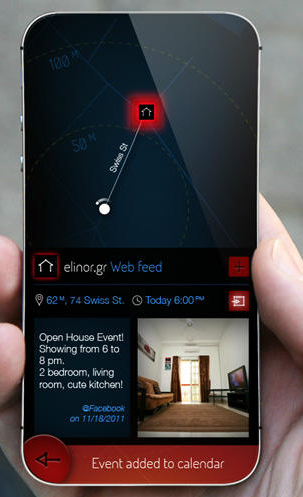 100 M
50 M
Swiss St
elinor.gr Web feed
+
62 M, 74 Swiss St. Today 6:00 PM
Open House Event!
Showing from 6 to
8 pm.
2 bedroom, living
room, cute kitchen!
@Facebook
on 11/18/2011
Event added to calendar